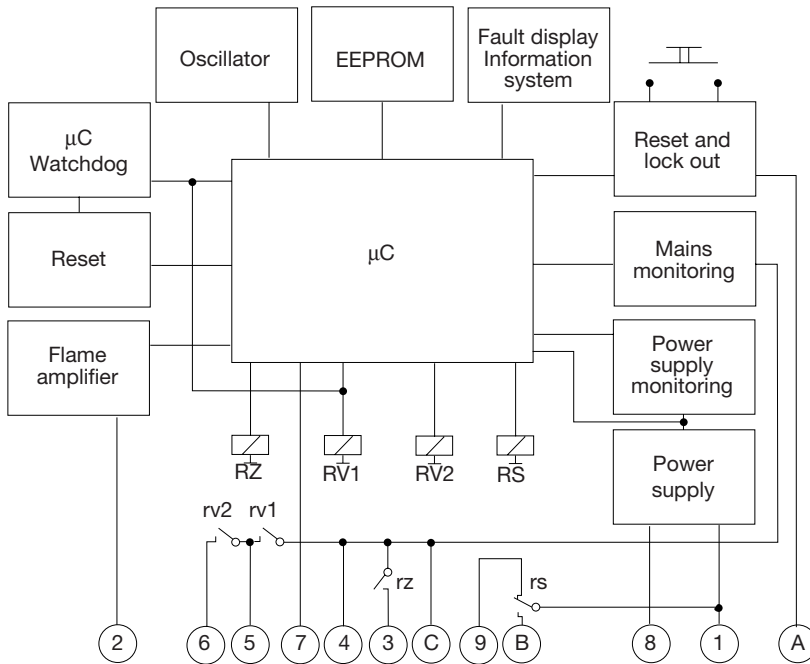 Oscillator
EEPROM
Fault display
Information
system
µC
Watchdog
Reset and
lock out
µC
Reset
Mains
monitoring
Flame
amplifier
Power
supply
monitoring
RZ
RV1
RV2
RS
Power
supply
rv2
rv1
rz
rs
2
6
5
7
4
3
C
9
B
8
1
A